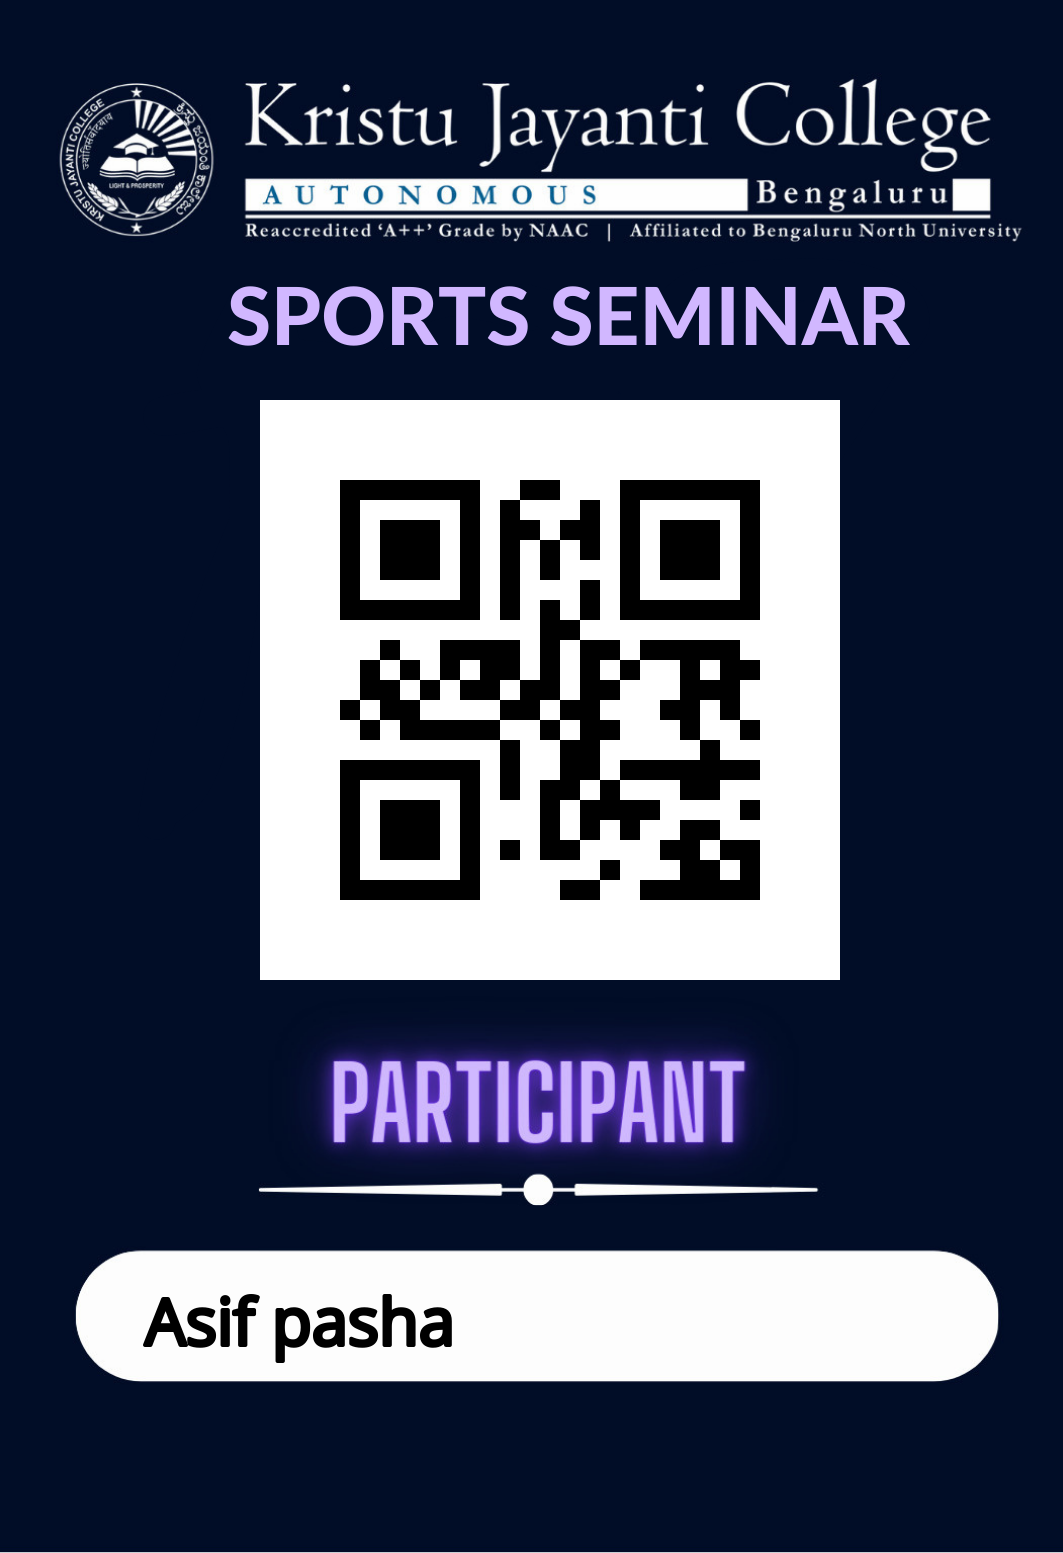 KRISTU JAYANTI COLLEGE
ज्योतिसंवादवाच
LIGHT & PROSPERITY
Kristu Jayanti College
AUTONOMOUS Bengaluru
Reaccredited ‘A++’ Grade by NAAC | Affiliated to Bengaluru North University
SPORTS SEMINAR
PARTICIPANT
Asif pasha